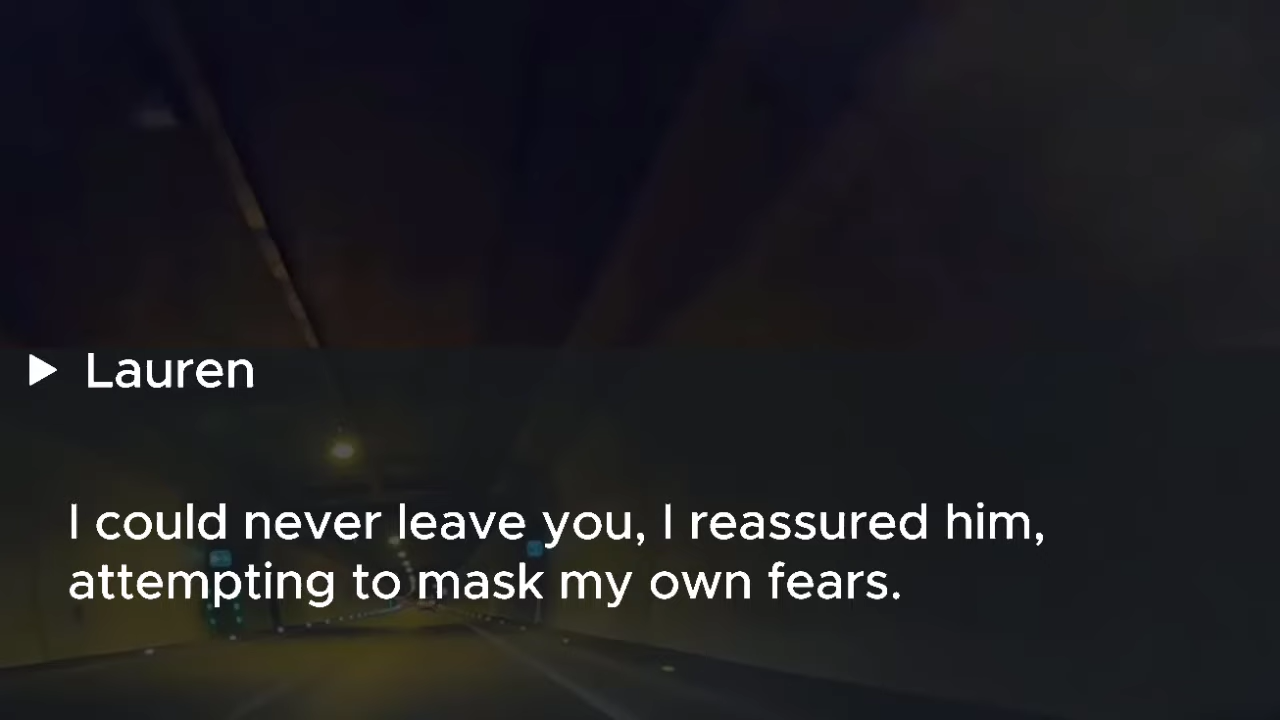 Lauren
I could never leave you, I reassured him,
attempting to mask my own fears.